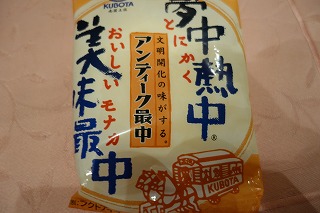 KUBOTA
夢中熱中®
とにかく
文明開化の味がする。
アンティーク最中
おいしいモナカ
美味最中
KUBOTA